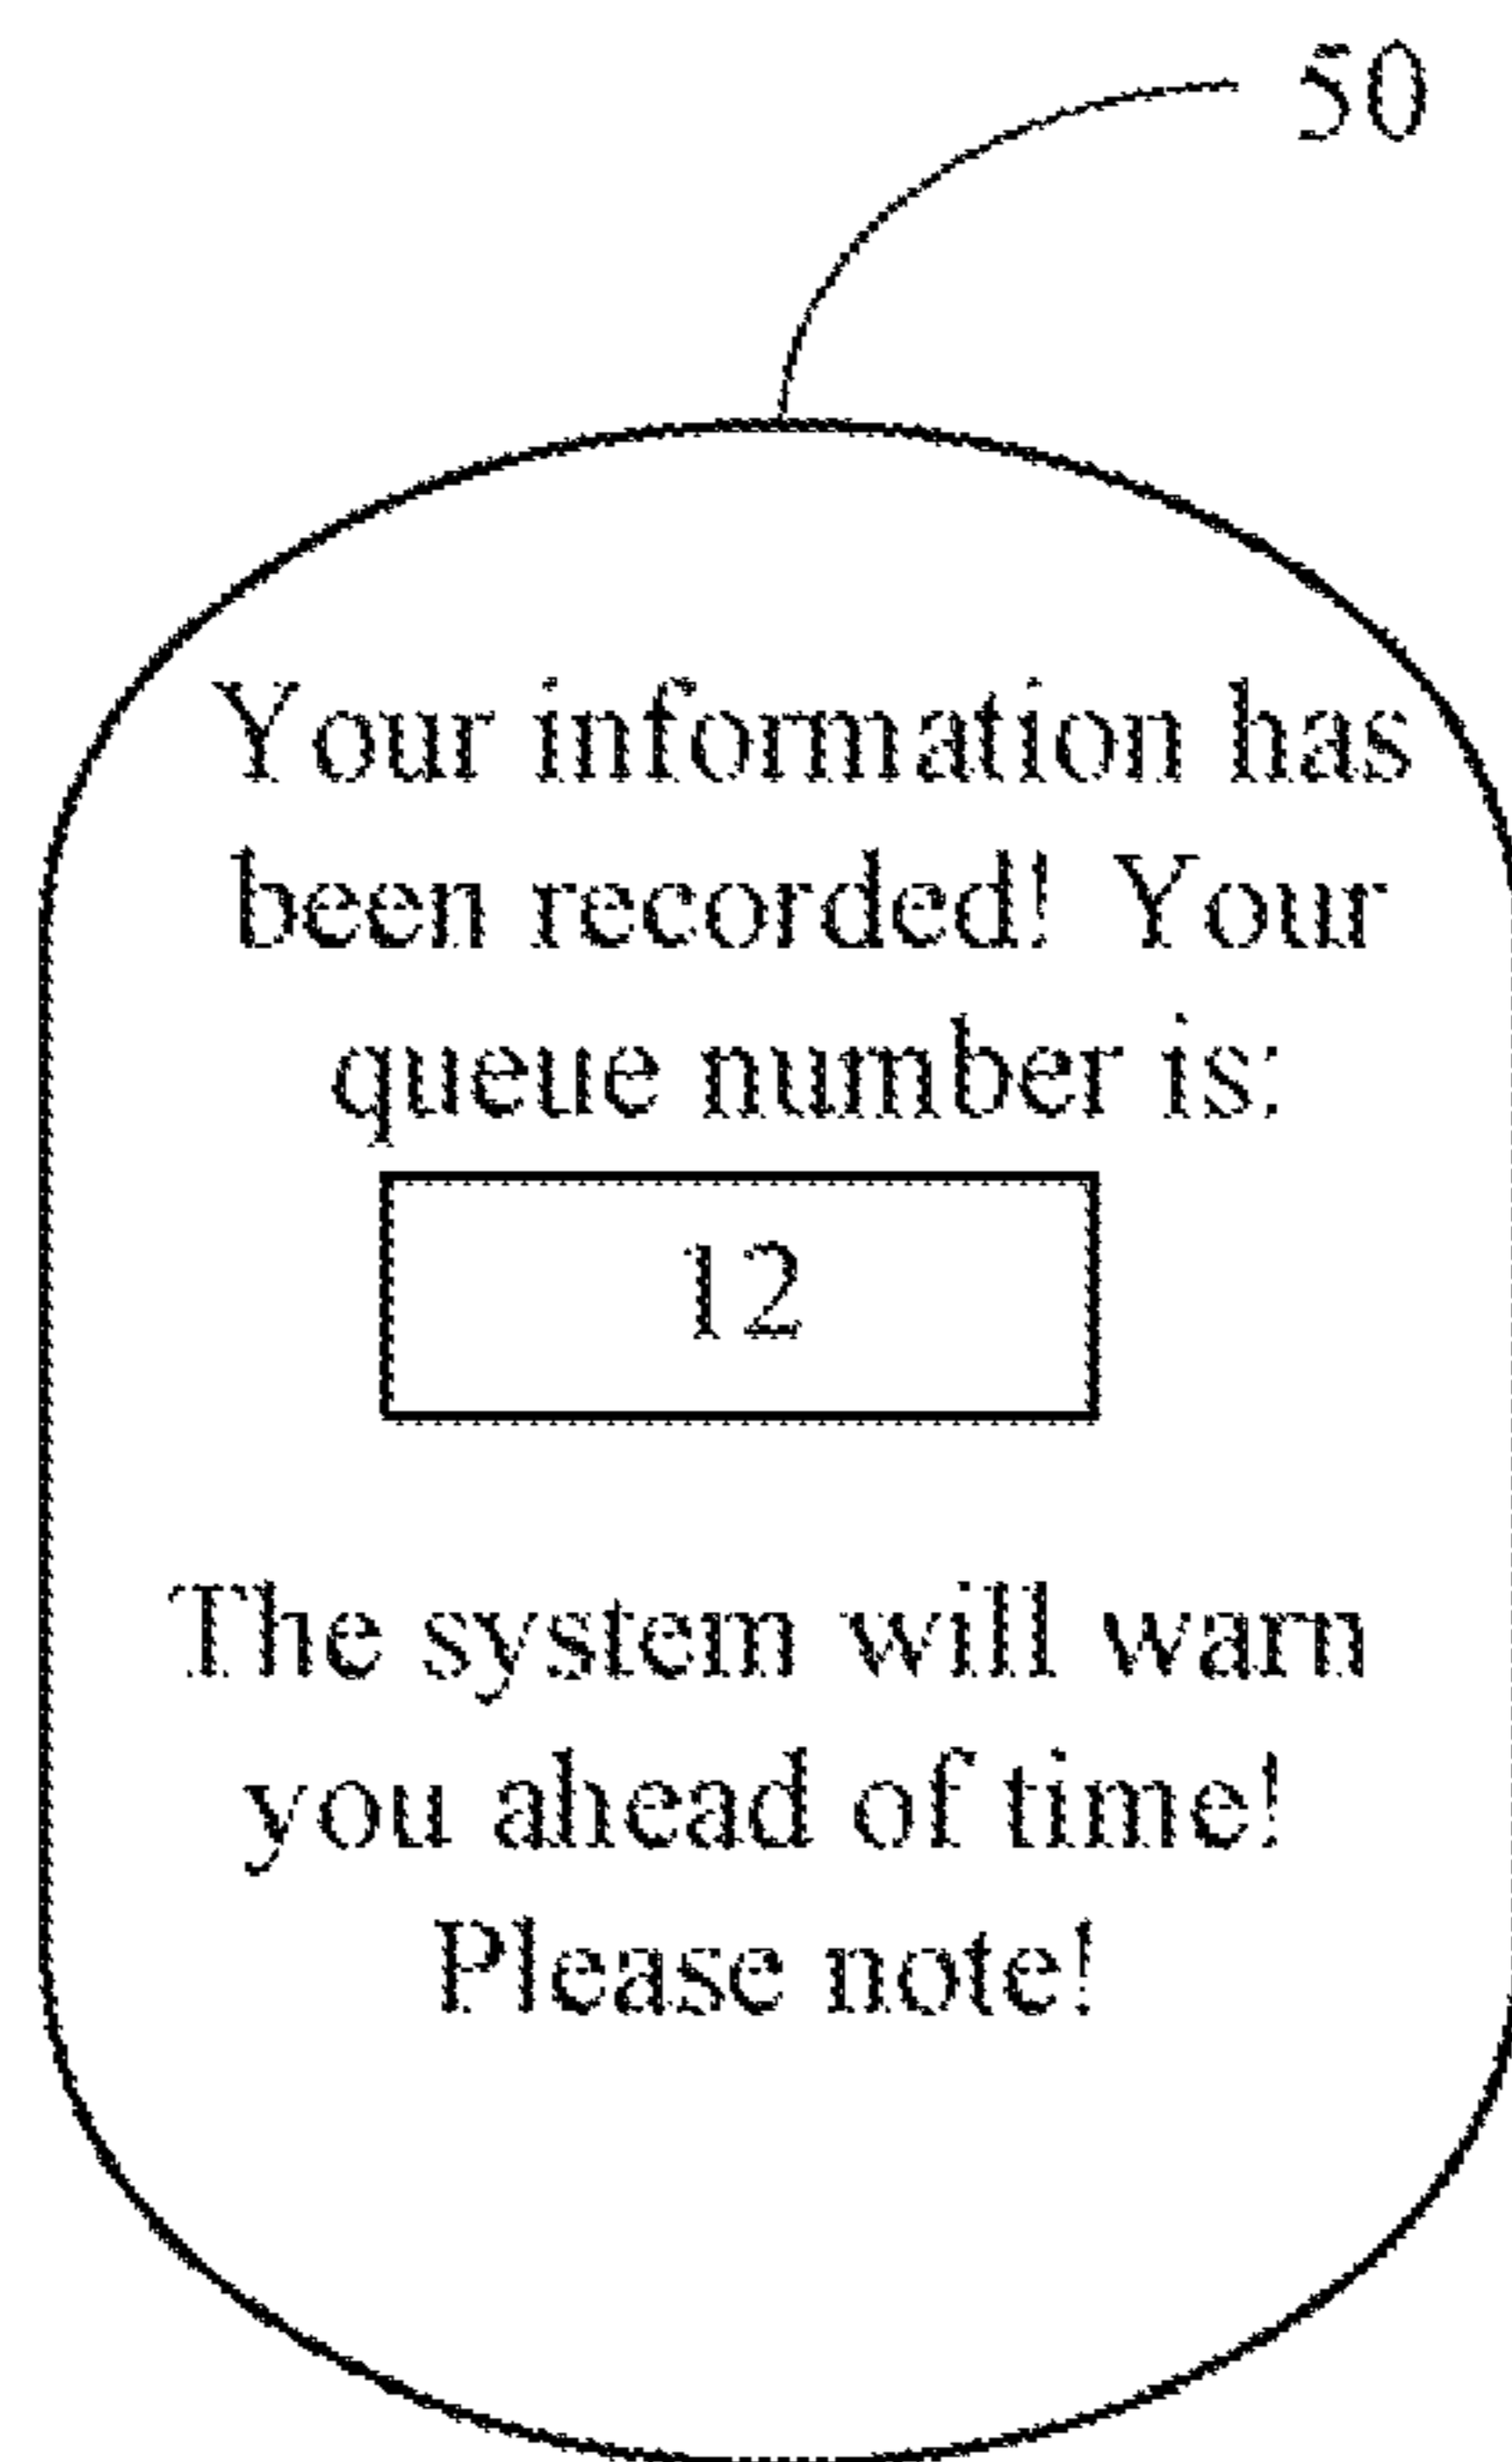 50
Your information has
been recorded! Your
queue number is:
12
The system will warn
you ahead of time!
Please note!